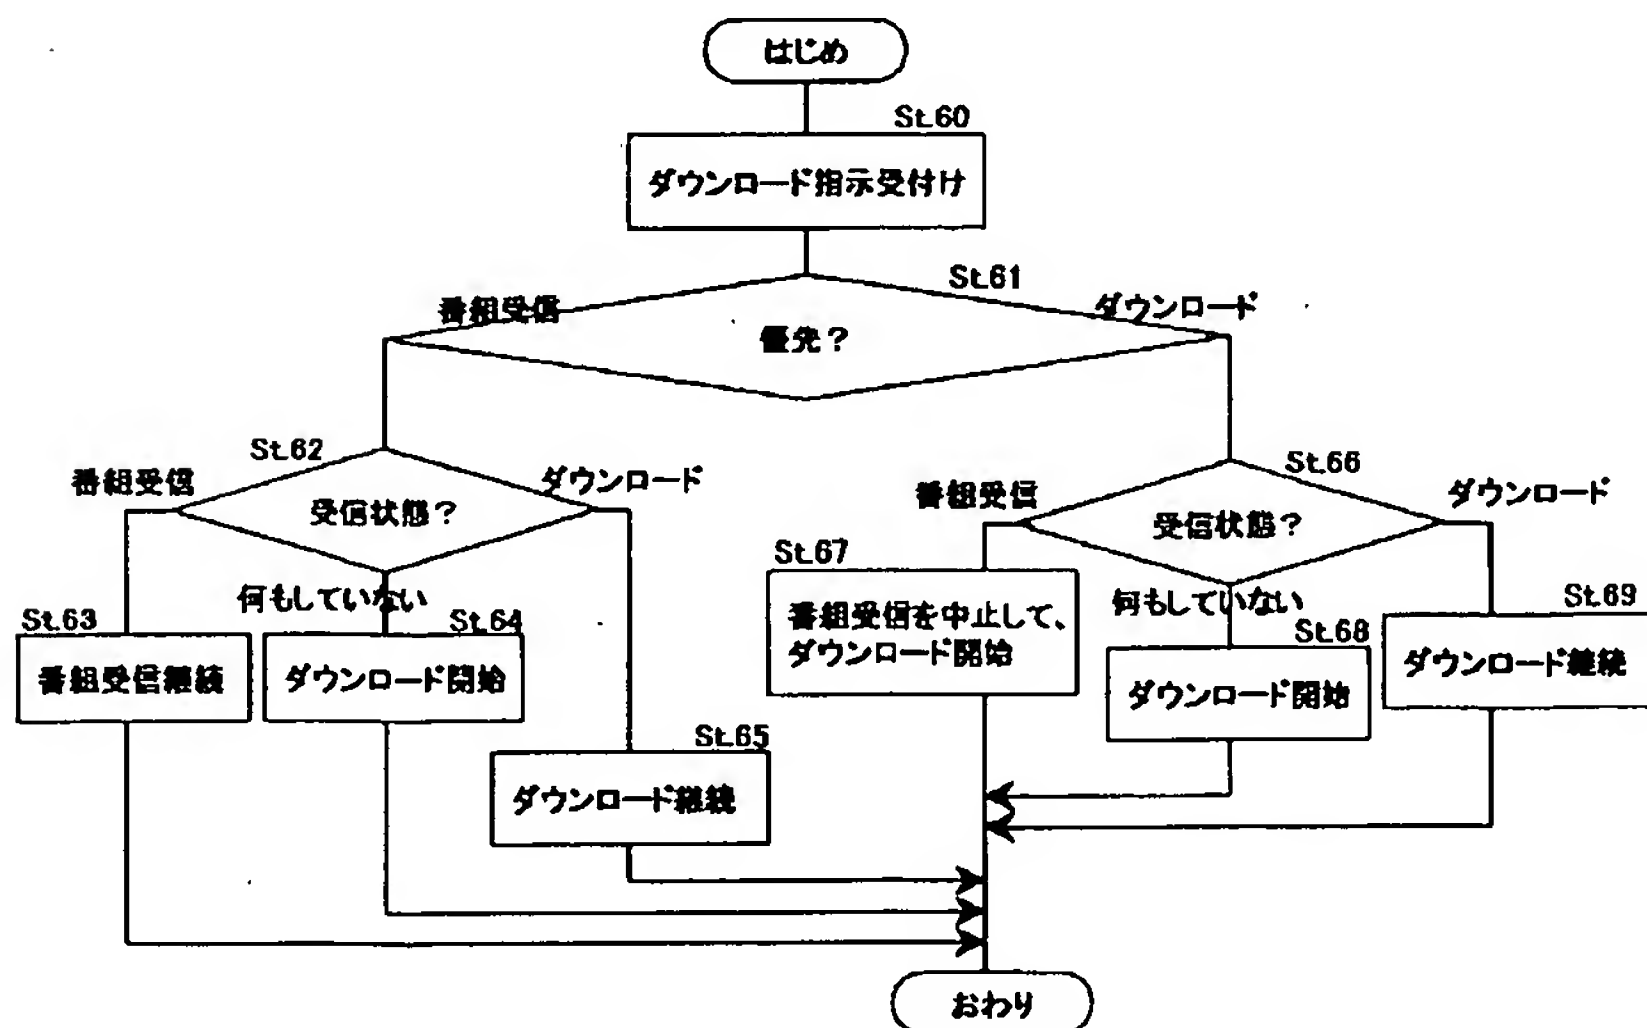 はじめ
St.60
ダウンロード指示受付け
St.61
番組受信
ダウンロード
優先?
St.62
番組受信
ダウンロード
受信状態?
何もしていない
St.66
番組受信
ダウンロード
受信状態?
何もしていない
St.63
番組受信継続
St.64
ダウンロード開始
St.65
ダウンロード継続
St.67
番組受信を中止して、
ダウンロード開始
St.68
ダウンロード開始
St.69
ダウンロード継続
おわり